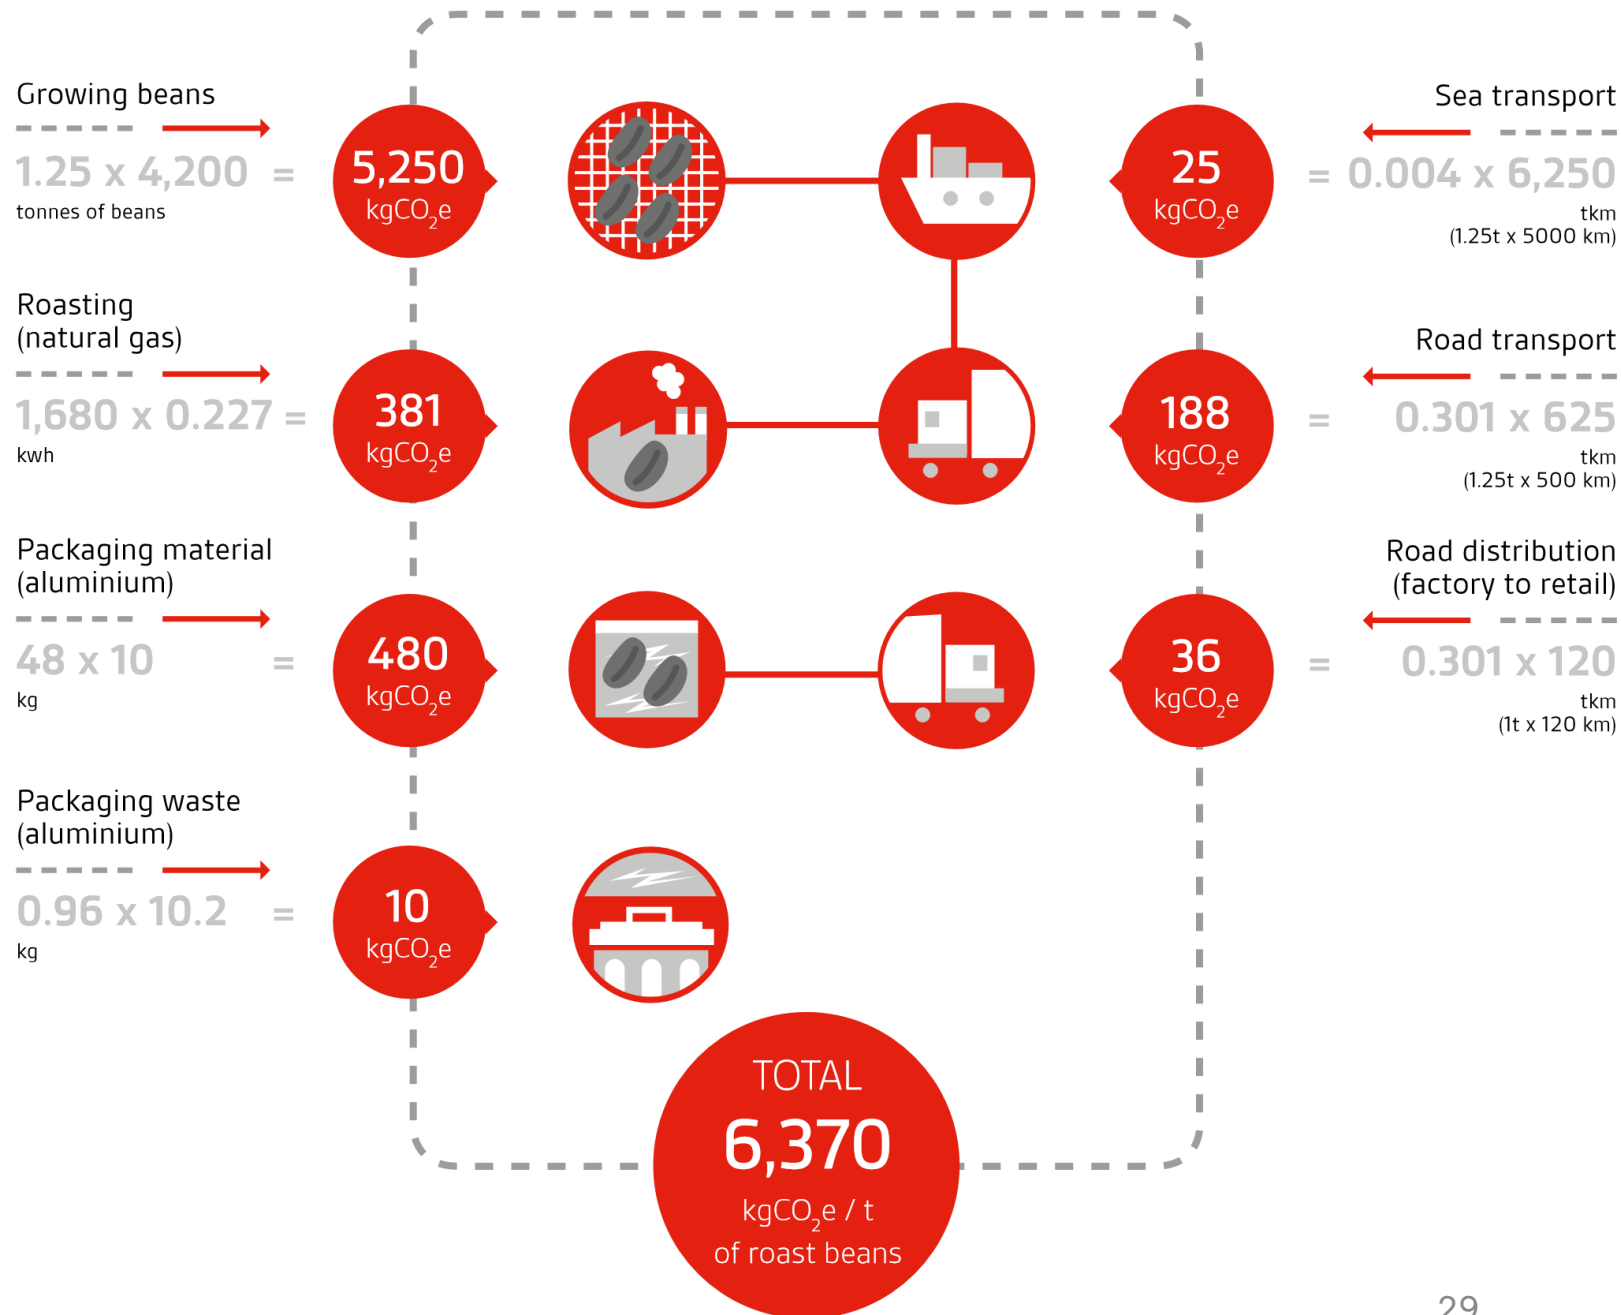 Growing beans
1.25 x 4,200 =
tonnes of beans
5,250
kgCO₂e
25
kgCO₂e
Sea transport
= 0.004 x 6,250
tkm
(1.25t x 5000 km)
Roasting
(natural gas)
1,680 x 0.227 =
kwh
381
kgCO₂e
188
kgCO₂e
Road transport
= 0.301 x 625
tkm
(1.25t x 500 km)
Packaging material
(aluminium)
48 x 10 =
kg
480
kgCO₂e
36
kgCO₂e
Road distribution
(factory to retail)
= 0.301 x 120
tkm
(1t x 120 km)
Packaging waste
(aluminium)
0.96 x 10.2 =
kg
10
kgCO₂e
TOTAL
6,370
kgCO₂e / t
of roast beans
29